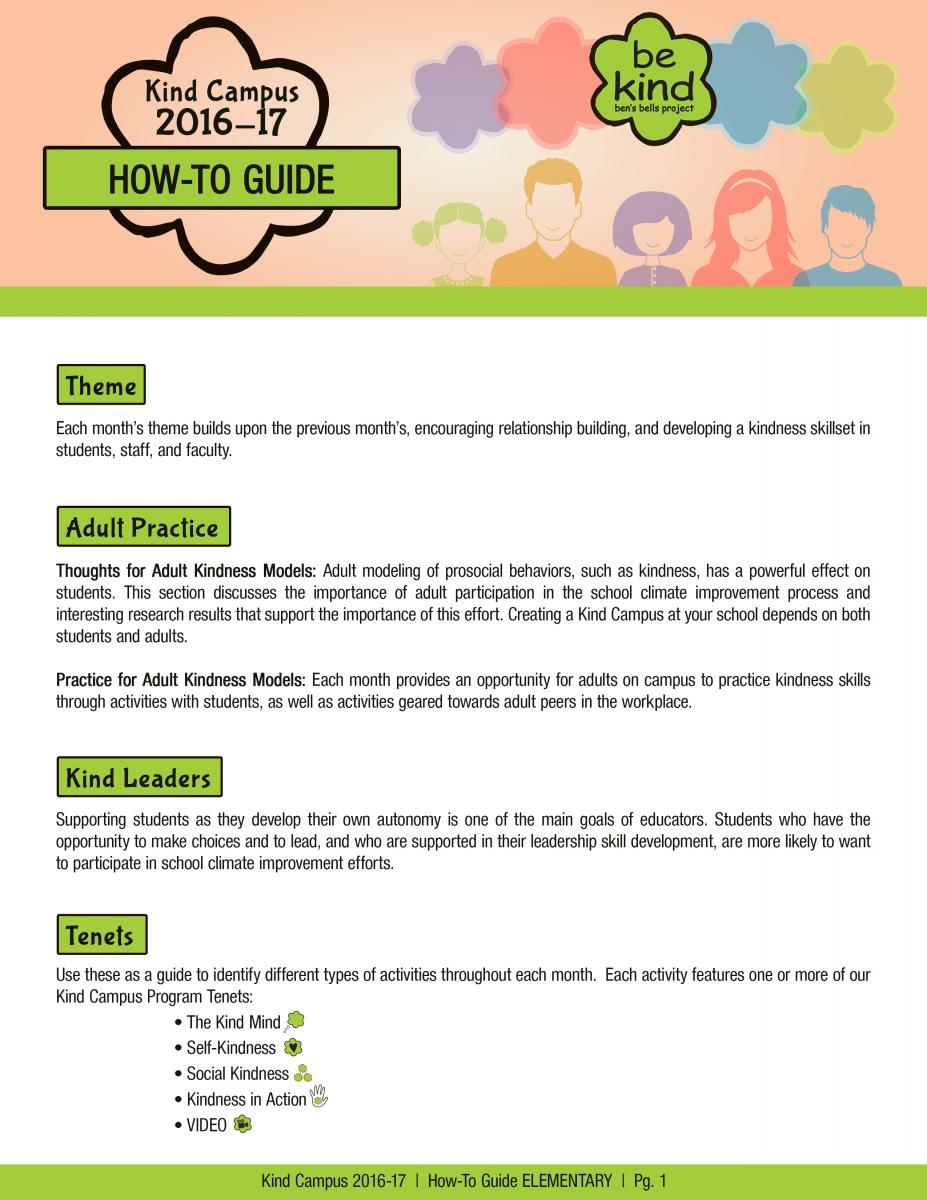 Kind Campus
2016–17
HOW-TO GUIDE
be
kind
ben's bells project
Theme
Each month’s theme builds upon the previous month’s, encouraging relationship building, and developing a kindness skillset in
students, staff, and faculty.
Adult Practice
Thoughts for Adult Kindness Models: Adult modeling of prosocial behaviors, such as kindness, has a powerful effect on
students. This section discusses the importance of adult participation in the school climate improvement process and
interesting research results that support the importance of this effort. Creating a Kind Campus at your school depends on both
students and adults.
Practice for Adult Kindness Models: Each month provides an opportunity for adults on campus to practice kindness skills
through activities with students, as well as activities geared towards adult peers in the workplace.
Kind Leaders
Supporting students as they develop their own autonomy is one of the main goals of educators. Students who have the
opportunity to make choices and to lead, and who are supported in their leadership skill development, are more likely to want
to participate in school climate improvement efforts.
Tenets
Use these as a guide to identify different types of activities throughout each month.  Each activity features one or more of our
Kind Campus Program Tenets:
• The Kind Mind
• Self-Kindness
• Social Kindness
• Kindness in Action
• VIDEO
Kind Campus 2016-17 | How-To Guide ELEMENTARY | Pg. 1